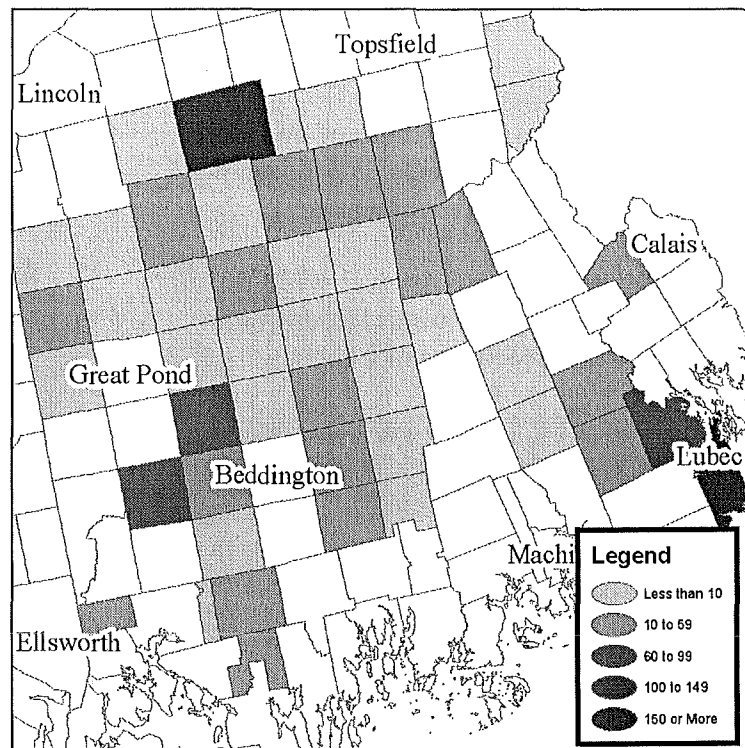 Topsfield
Lincoln
Calais
Great Pond
Lubec
Beddington
Machi
Ellsworth
Legend
Less than 10
10 to 59
60 to 99
100 to 149
150 or More